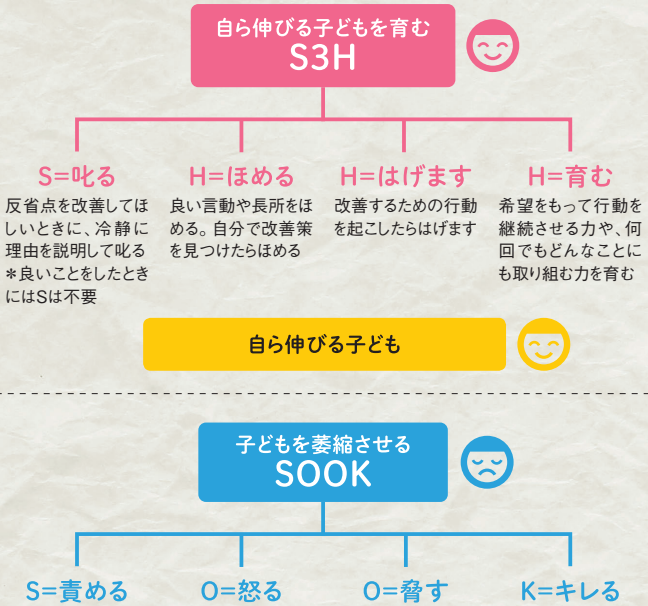 自ら伸びる子どもを育む
S3H
S=叱る
反省点を改善してほ
しいときに、冷静に
理由を説明して叱る
＊良いことをしたとき
にはSは不要
H=ほめる
良い言動や長所をほ
める。自分で改善策
を見つけたらほめる
H=はげます
改善するための行動
を起こしたらはげます
H=育む
希望をもって行動を
継続させる力や、何
回でもどんなことに
も取り組む力を育む
自ら伸びる子ども
子どもを萎縮させる
SOOK
S=責める
O=怒る
O=脅す
K=キレる